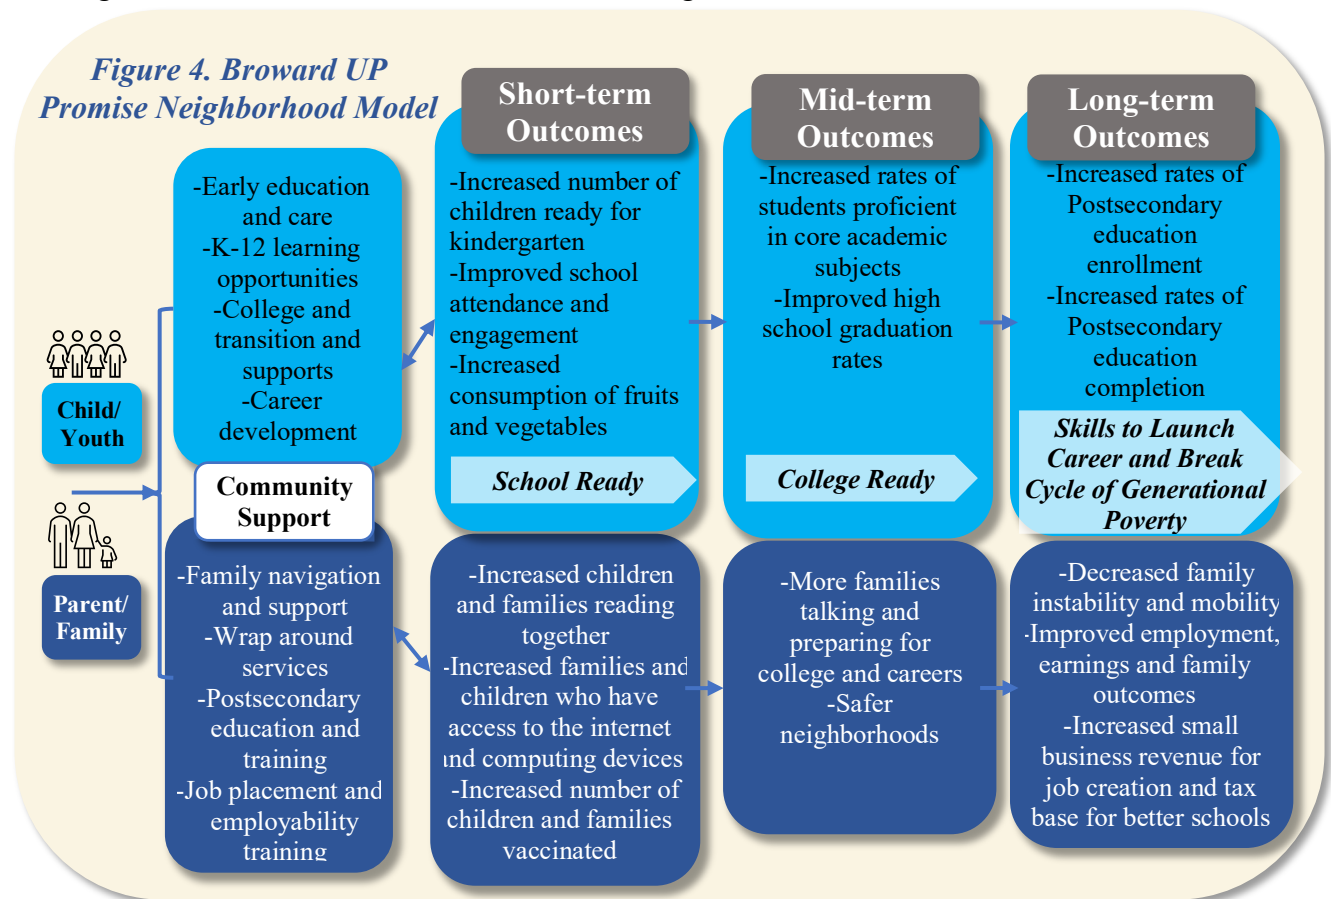 Figure 4. Broward UP
Promise Neighborhood Model
Child/
Youth
Parent/
Family
-Early education
and care
-K-12 learning
opportunities
-College and
transition and
supports
-Career
development
Community
Support
-Family navigation
and support
-Wrap around
services
-Postsecondary
education and
training
-Job placement and
employability
training
Short-term
Outcomes
-Increased number of
children ready for
kindergarten
-Improved school
attendance and
engagement
-Increased
consumption of fruits
and vegetables
School Ready
-Increased children
and families reading
together
-Increased families and
children who have
access to the internet
and computing devices
-Increased number of
children and families
vaccinated
Mid-term
Outcomes
-Increased rates of
students proficient
in core academic
subjects
-Improved high
school graduation
rates
College Ready
-More families
talking and
preparing for
college and careers
-Safer
neighborhoods
Long-term
Outcomes
-Increased rates of
Postsecondary
education
enrollment
-Increased rates of
Postsecondary
education
completion
Skills to Launch
Career and Break
Cycle of Generational
Poverty
-Decreased family
instability and mobility
-Improved employment,
earnings and family
outcomes
-Increased small
business revenue for
job creation and tax
base for better schools